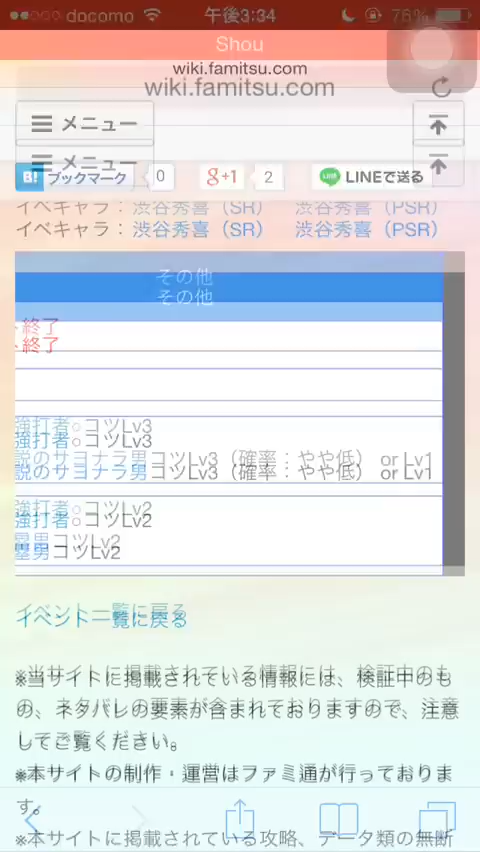 docomo 午後3:34 76%
Shou
wiki.famitsu.com
wiki.famitsu.com
メニュー
メニュー
B! ブックマーク 0 g+1 2 LINE LINEで送る
イベキャラ：渋谷秀喜（SR） 渋谷秀喜（PSR）
イベキャラ：渋谷秀喜（SR） 渋谷秀喜（PSR）
その他
その他
終了
終了
強打者○コツLv3
強打者○コツLv3
説のサヨナラ男コツLv3（確率：やや低） or Lv1
説のサヨナラ男コツLv3（確率：やや低） or Lv1
強打者○コツLv2
強打者○コツLv2
塁男コツLv2
塁男コツLv2
イベント一覧に戻る
イベント一覧に戻る
※当サイトに掲載されている情報には、検証中のも
の、ネタバレの要素が含まれておりますので、注意
してご覧ください。
※本サイトの制作・運営はファミ通が行っておりま
す。
※本サイトに掲載されている攻略、データ類の無断